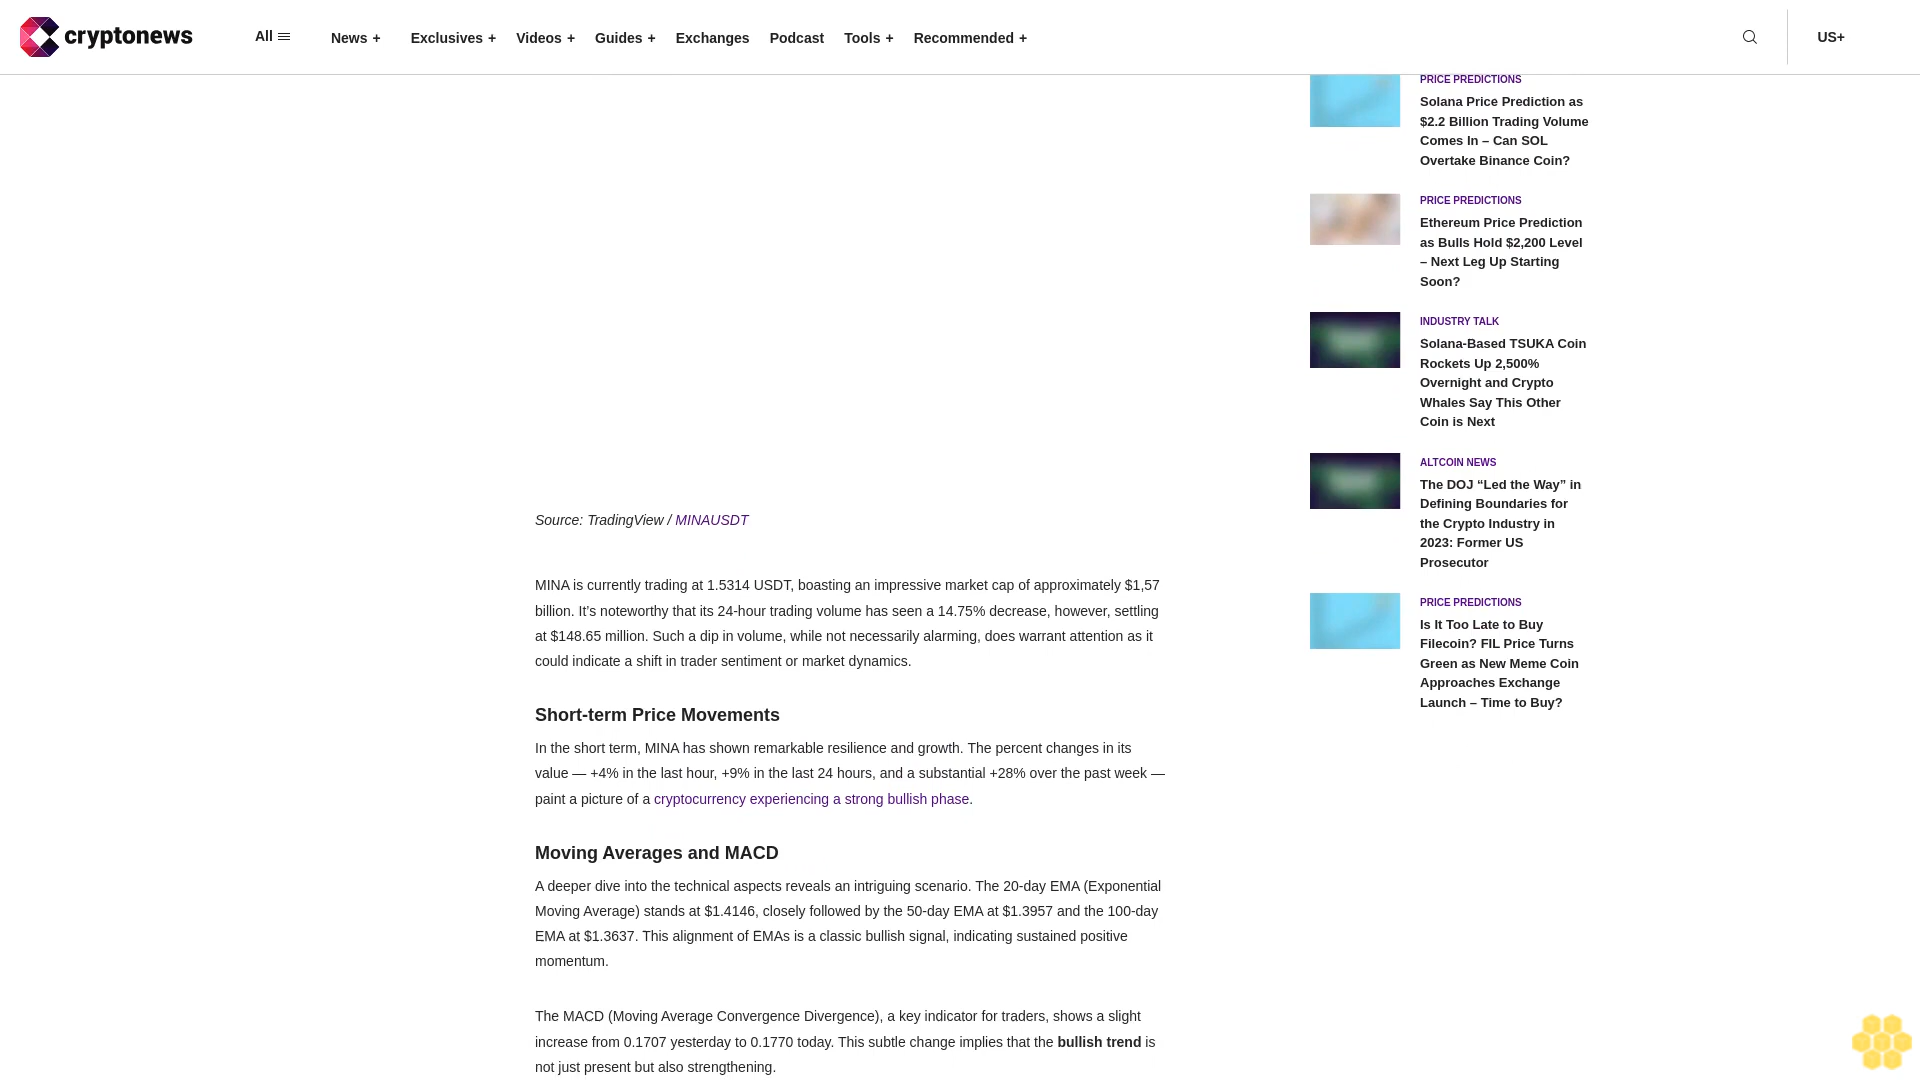 cryptonews
All
News +
Exclusives +
Videos +
Guides +
Exchanges
Podcast
Tools +
Recommended +
US+
Source: TradingView / MINAUSDT
MINA is currently trading at 1.5314 USDT, boasting an impressive market cap of approximately $1,57
billion. It’s noteworthy that its 24-hour trading volume has seen a 14.75% decrease, however, settling
at $148.65 million. Such a dip in volume, while not necessarily alarming, does warrant attention as it
could indicate a shift in trader sentiment or market dynamics.
Short-term Price Movements
In the short term, MINA has shown remarkable resilience and growth. The percent changes in its
value — +4% in the last hour, +9% in the last 24 hours, and a substantial +28% over the past week —
paint a picture of a cryptocurrency experiencing a strong bullish phase.
Moving Averages and MACD
A deeper dive into the technical aspects reveals an intriguing scenario. The 20-day EMA (Exponential
Moving Average) stands at $1.4146, closely followed by the 50-day EMA at $1.3957 and the 100-day
EMA at $1.3637. This alignment of EMAs is a classic bullish signal, indicating sustained positive
momentum.
The MACD (Moving Average Convergence Divergence), a key indicator for traders, shows a slight
increase from 0.1707 yesterday to 0.1770 today. This subtle change implies that the bullish trend is
not just present but also strengthening.
PRICE PREDICTIONS
Solana Price Prediction as
$2.2 Billion Trading Volume
Comes In – Can SOL
Overtake Binance Coin?
PRICE PREDICTIONS
Ethereum Price Prediction
as Bulls Hold $2,200 Level
– Next Leg Up Starting
Soon?
INDUSTRY TALK
Solana-Based TSUKA Coin
Rockets Up 2,500%
Overnight and Crypto
Whales Say This Other
Coin is Next
ALTCOIN NEWS
The DOJ “Led the Way” in
Defining Boundaries for
the Crypto Industry in
2023: Former US
Prosecutor
PRICE PREDICTIONS
Is It Too Late to Buy
Filecoin? FIL Price Turns
Green as New Meme Coin
Approaches Exchange
Launch – Time to Buy?